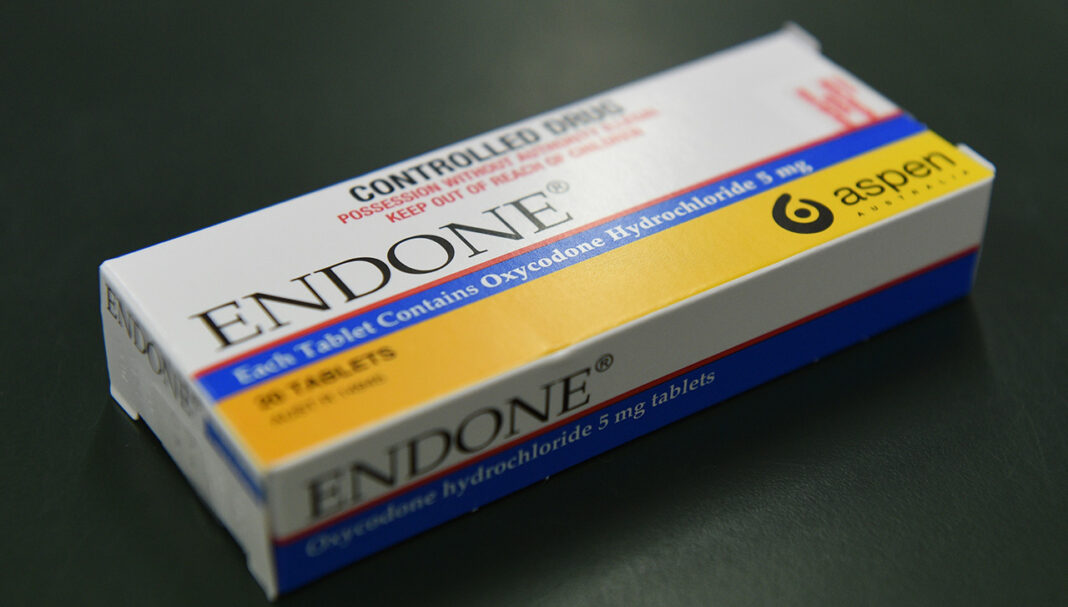 CONTROLLED DRUG
POSSESSION WITHOUT AUTHORITY ILLEGAL
KEEP OUT OF REACH OF CHILDREN
ENDONE®
Each Tablet Contains Oxycodone Hydrochloride 5 mg
TABLETS
aspen
AUSTRALIA
ENDONE®
Oxycodone hydrochloride 5 mg tablets
ENDONE